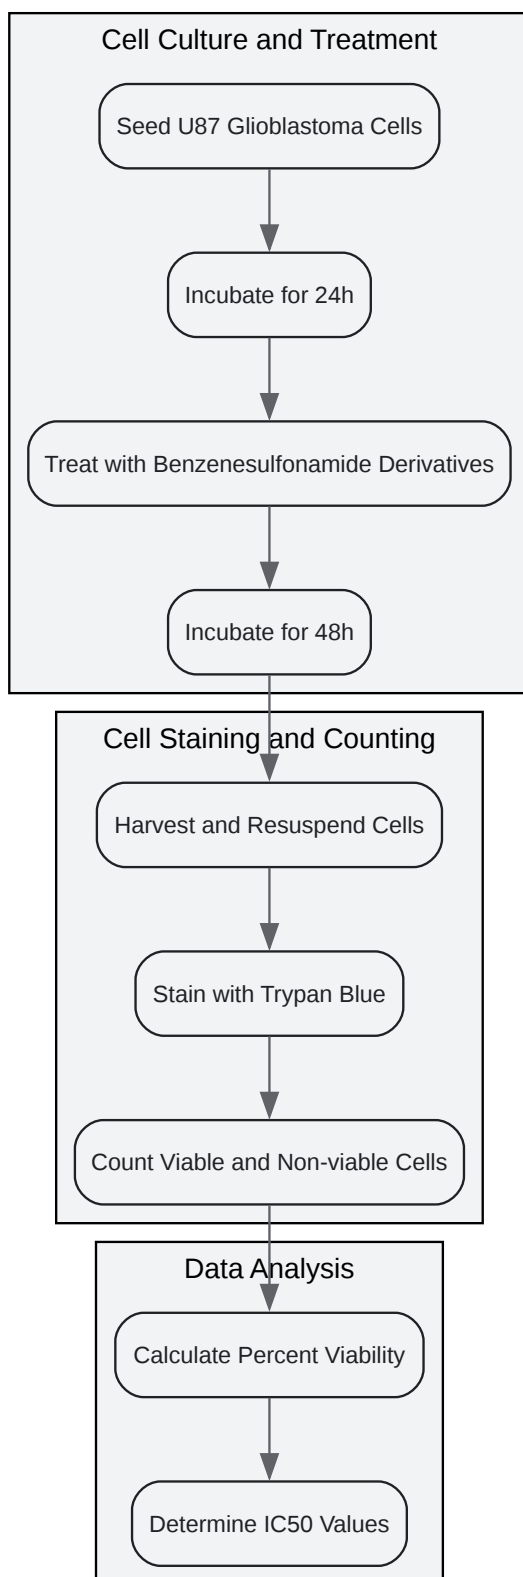 Cell Culture and Treatment
Seed U87 Glioblastoma Cells
Incubate for 24h
Treat with Benzenesulfonamide Derivatives
Incubate for 48h
Cell Staining and Counting
Harvest and Resuspend Cells
Stain with Trypan Blue
Count Viable and Non-viable Cells
Data Analysis
Calculate Percent Viability
Determine IC50 Values